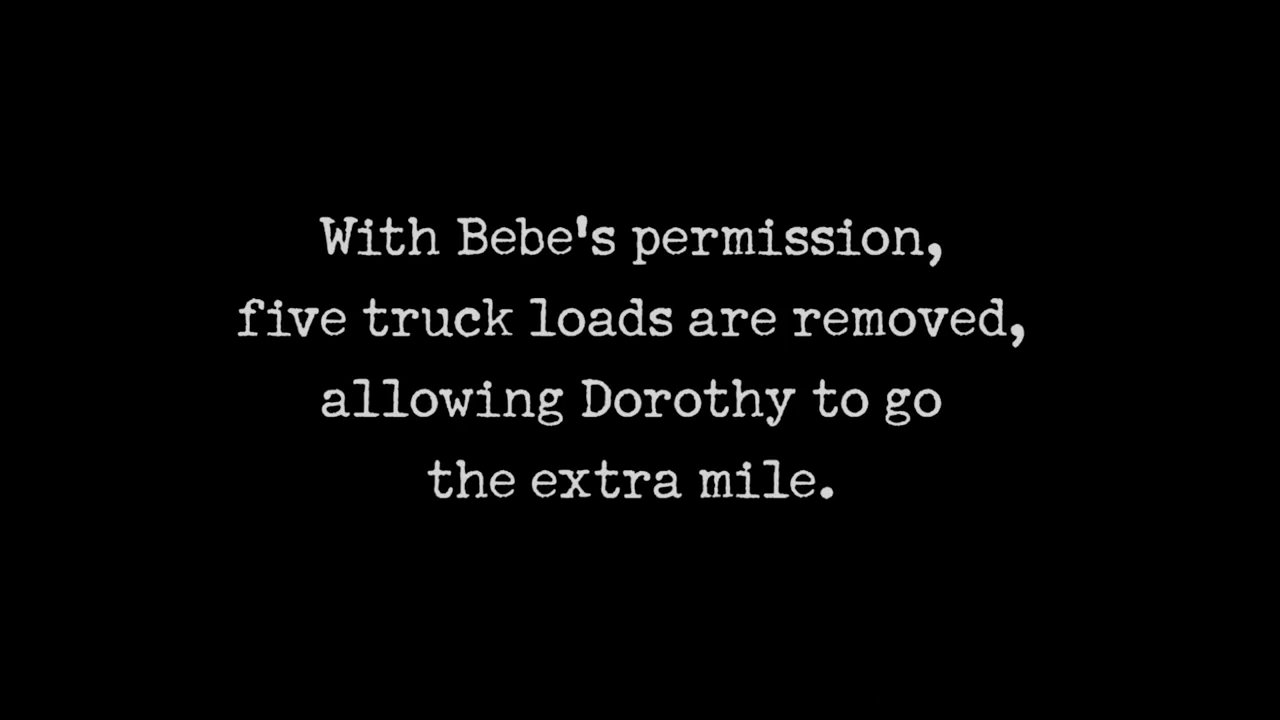 With Bebe's permission,
five truck loads are removed,
allowing Dorothy to go
the extra mile.